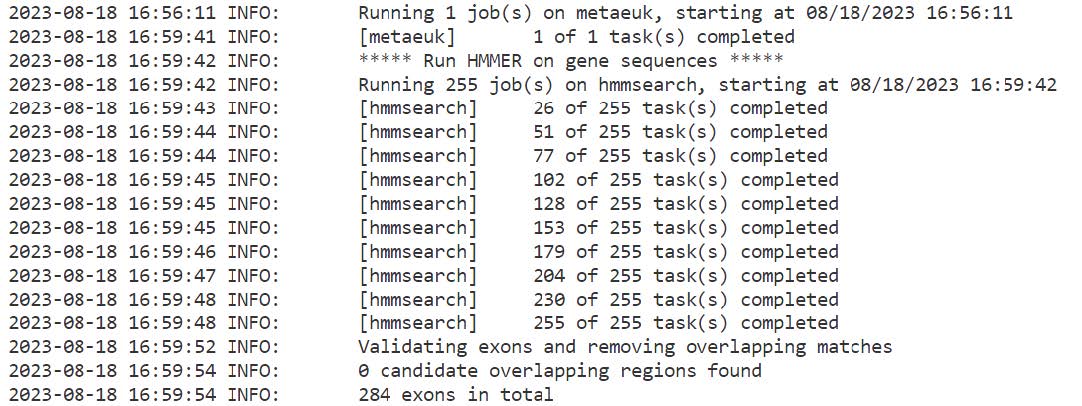 2023-08-18 16:56:11 INFO: Running 1 job(s) on metaeuk, starting at 08/18/2023 16:56:11
2023-08-18 16:59:41 INFO: [metaeuk] 1 of 1 task(s) completed
2023-08-18 16:59:42 INFO: ***** Run HMMER on gene sequences *****
2023-08-18 16:59:42 INFO: Running 255 job(s) on hmmsearch, starting at 08/18/2023 16:59:42
2023-08-18 16:59:43 INFO: [hmmsearch] 26 of 255 task(s) completed
2023-08-18 16:59:44 INFO: [hmmsearch] 51 of 255 task(s) completed
2023-08-18 16:59:44 INFO: [hmmsearch] 77 of 255 task(s) completed
2023-08-18 16:59:45 INFO: [hmmsearch] 102 of 255 task(s) completed
2023-08-18 16:59:45 INFO: [hmmsearch] 128 of 255 task(s) completed
2023-08-18 16:59:45 INFO: [hmmsearch] 153 of 255 task(s) completed
2023-08-18 16:59:46 INFO: [hmmsearch] 179 of 255 task(s) completed
2023-08-18 16:59:47 INFO: [hmmsearch] 204 of 255 task(s) completed
2023-08-18 16:59:48 INFO: [hmmsearch] 230 of 255 task(s) completed
2023-08-18 16:59:48 INFO: [hmmsearch] 255 of 255 task(s) completed
2023-08-18 16:59:52 INFO: Validating exons and removing overlapping matches
2023-08-18 16:59:54 INFO: 0 candidate overlapping regions found
2023-08-18 16:59:54 INFO: 284 exons in total